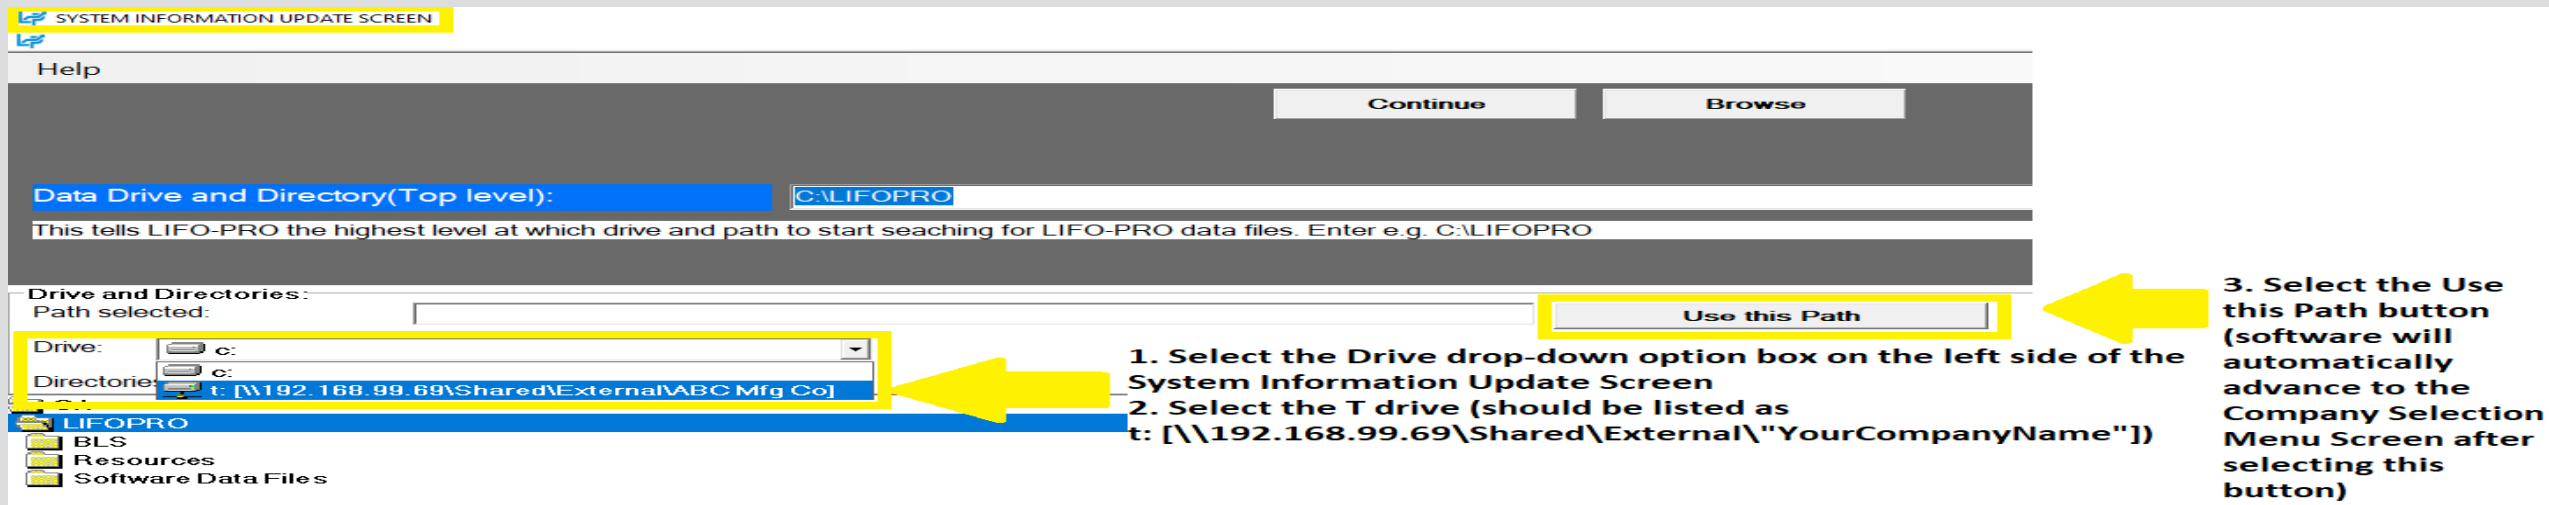 SYSTEM INFORMATION UPDATE SCREEN
Help
Continue
Browse
Data Drive and Directory(Top level):
C:\LIFOPRO
This tells LIFO-PRO the highest level at which drive and path to start seaching for LIFO-PRO data files. Enter e.g. C:\LIFOPRO
Drive and Directories:
Path selected:
Use this Path
Drive:
c:
c:
Directories
t: [\\192.168.99.69\Shared\External\ABC Mfg Co]
LIFOPRO
BLS
Resources
Software Data Files
1. Select the Drive drop-down option box on the left side of the
System Information Update Screen
2. Select the T drive (should be listed as
t: [\\192.168.99.69\Shared\External\"YourCompanyName"])
3. Select the Use
this Path button
(software will
automatically
advance to the
Company Selection
Menu Screen after
selecting this
button)